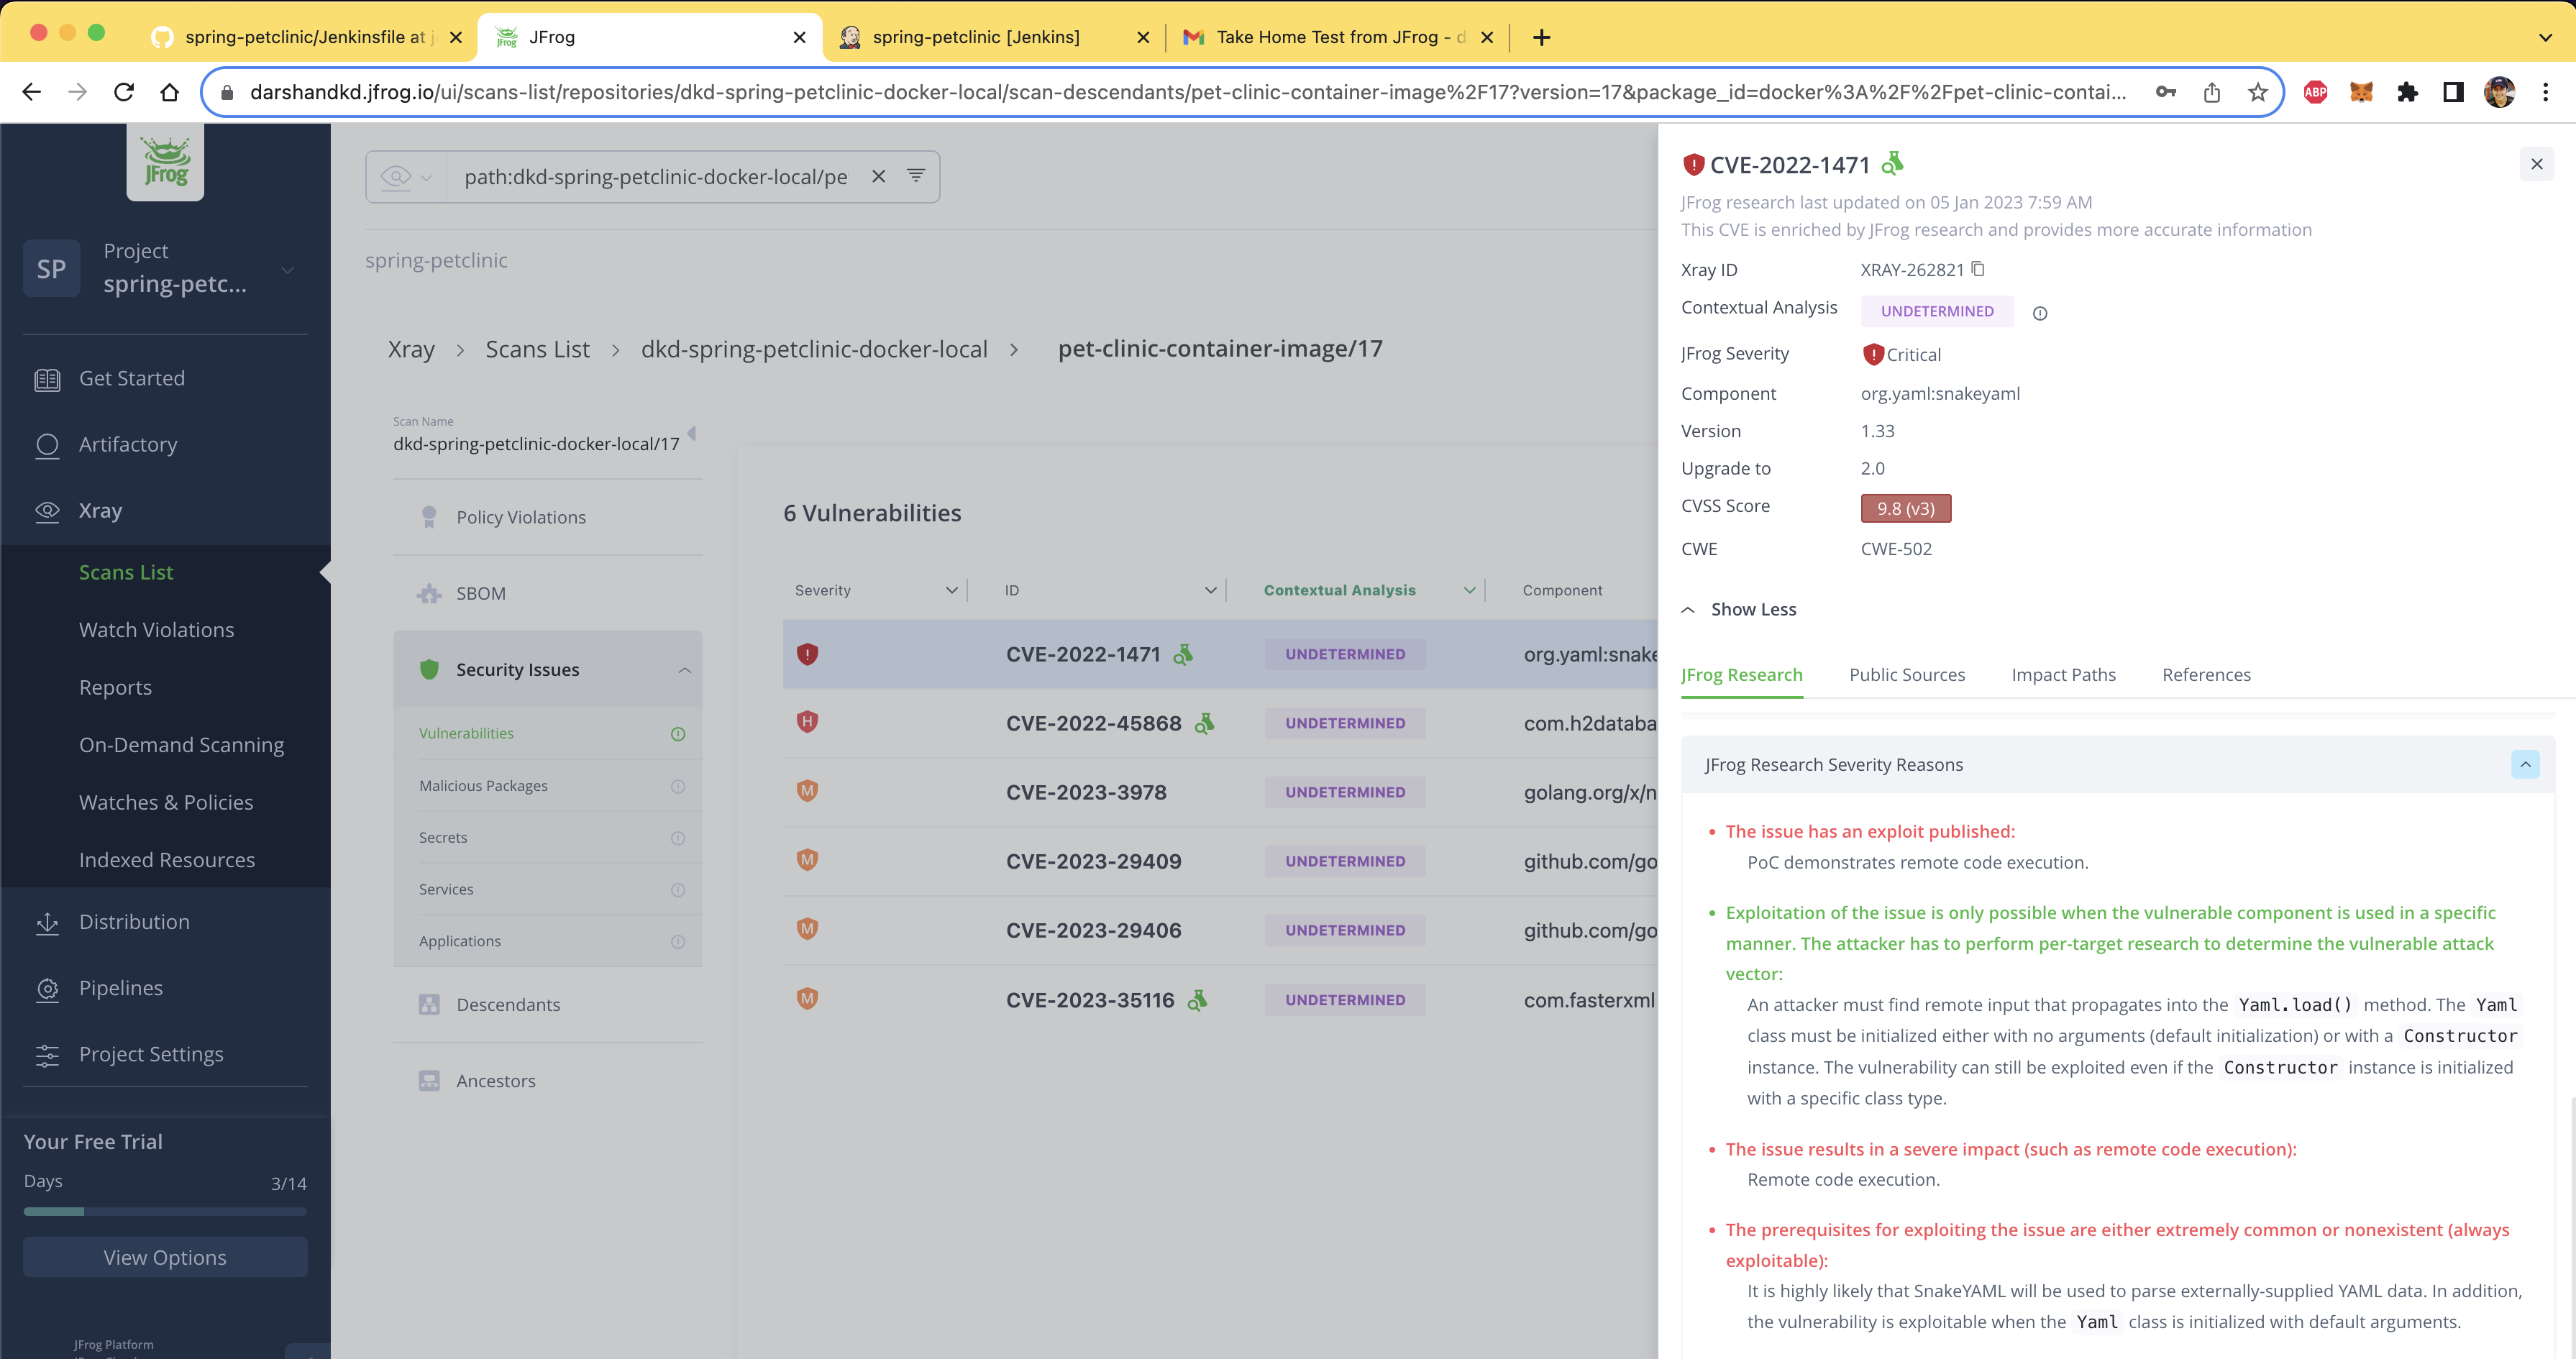 spring-petclinic/Jenkinsfile at j
JFrog
spring-petclinic [Jenkins]
Take Home Test from JFrog - d
darshandkd.jfrog.io/ui/scans-list/repositories/dkd-spring-petclinic-docker-local/scan-descendants/pet-clinic-container-image%2F17?version=17&package_id=docker%3A%2F%2Fpet-clinic-contai...
ABP
JFrog
SP
Project
spring-petc...
Get Started
Artifactory
Xray
Scans List
Watch Violations
Reports
On-Demand Scanning
Watches & Policies
Indexed Resources
Distribution
Pipelines
Project Settings
Your Free Trial
Days 3/14
View Options
JFrog Platform
path:dkd-spring-petclinic-docker-local/pe
spring-petclinic
Xray > Scans List > dkd-spring-petclinic-docker-local > pet-clinic-container-image/17
Scan Name
dkd-spring-petclinic-docker-local/17
Policy Violations
SBOM
Security Issues
Vulnerabilities
Malicious Packages
Secrets
Services
Applications
Descendants
Ancestors
6 Vulnerabilities
Severity ID Contextual Analysis Component
CVE-2022-1471 UNDETERMINED org.yaml:snake
H CVE-2022-45868 UNDETERMINED com.h2databa
M CVE-2023-3978 UNDETERMINED golang.org/x/n
M CVE-2023-29409 UNDETERMINED github.com/go
M CVE-2023-29406 UNDETERMINED github.com/go
M CVE-2023-35116 UNDETERMINED com.fasterxml
CVE-2022-1471
JFrog research last updated on 05 Jan 2023 7:59 AM
This CVE is enriched by JFrog research and provides more accurate information
Xray ID XRAY-262821
Contextual Analysis UNDETERMINED
JFrog Severity Critical
Component org.yaml:snakeyaml
Version 1.33
Upgrade to 2.0
CVSS Score 9.8 (v3)
CWE CWE-502
Show Less
JFrog Research Public Sources Impact Paths References
JFrog Research Severity Reasons
• The issue has an exploit published:
PoC demonstrates remote code execution.
• Exploitation of the issue is only possible when the vulnerable component is used in a specific
manner. The attacker has to perform per-target research to determine the vulnerable attack
vector:
An attacker must find remote input that propagates into the Yaml.load() method. The Yaml
class must be initialized either with no arguments (default initialization) or with a Constructor
instance. The vulnerability can still be exploited even if the Constructor instance is initialized
with a specific class type.
• The issue results in a severe impact (such as remote code execution):
Remote code execution.
• The prerequisites for exploiting the issue are either extremely common or nonexistent (always
exploitable):
It is highly likely that SnakeYAML will be used to parse externally-supplied YAML data. In addition,
the vulnerability is exploitable when the Yaml class is initialized with default arguments.